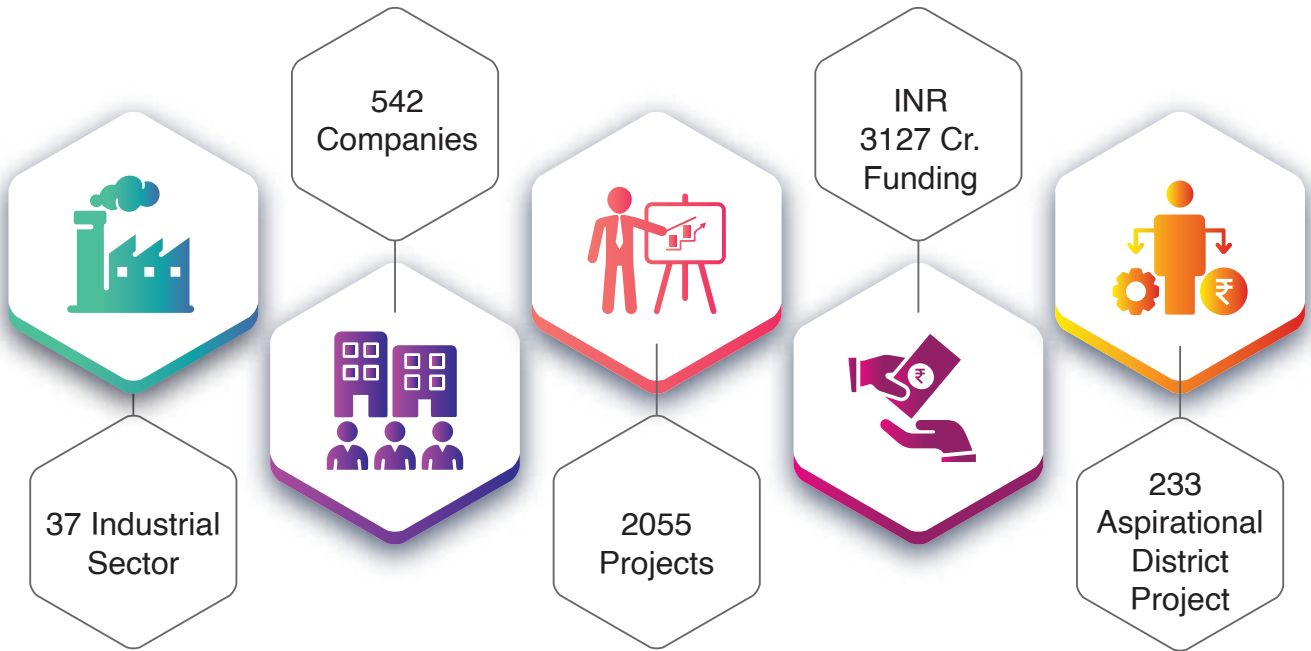 37 Industrial
Sector
542
Companies
2055
Projects
INR
3127 Cr.
Funding
₹
233
Aspirational
District
Project
₹